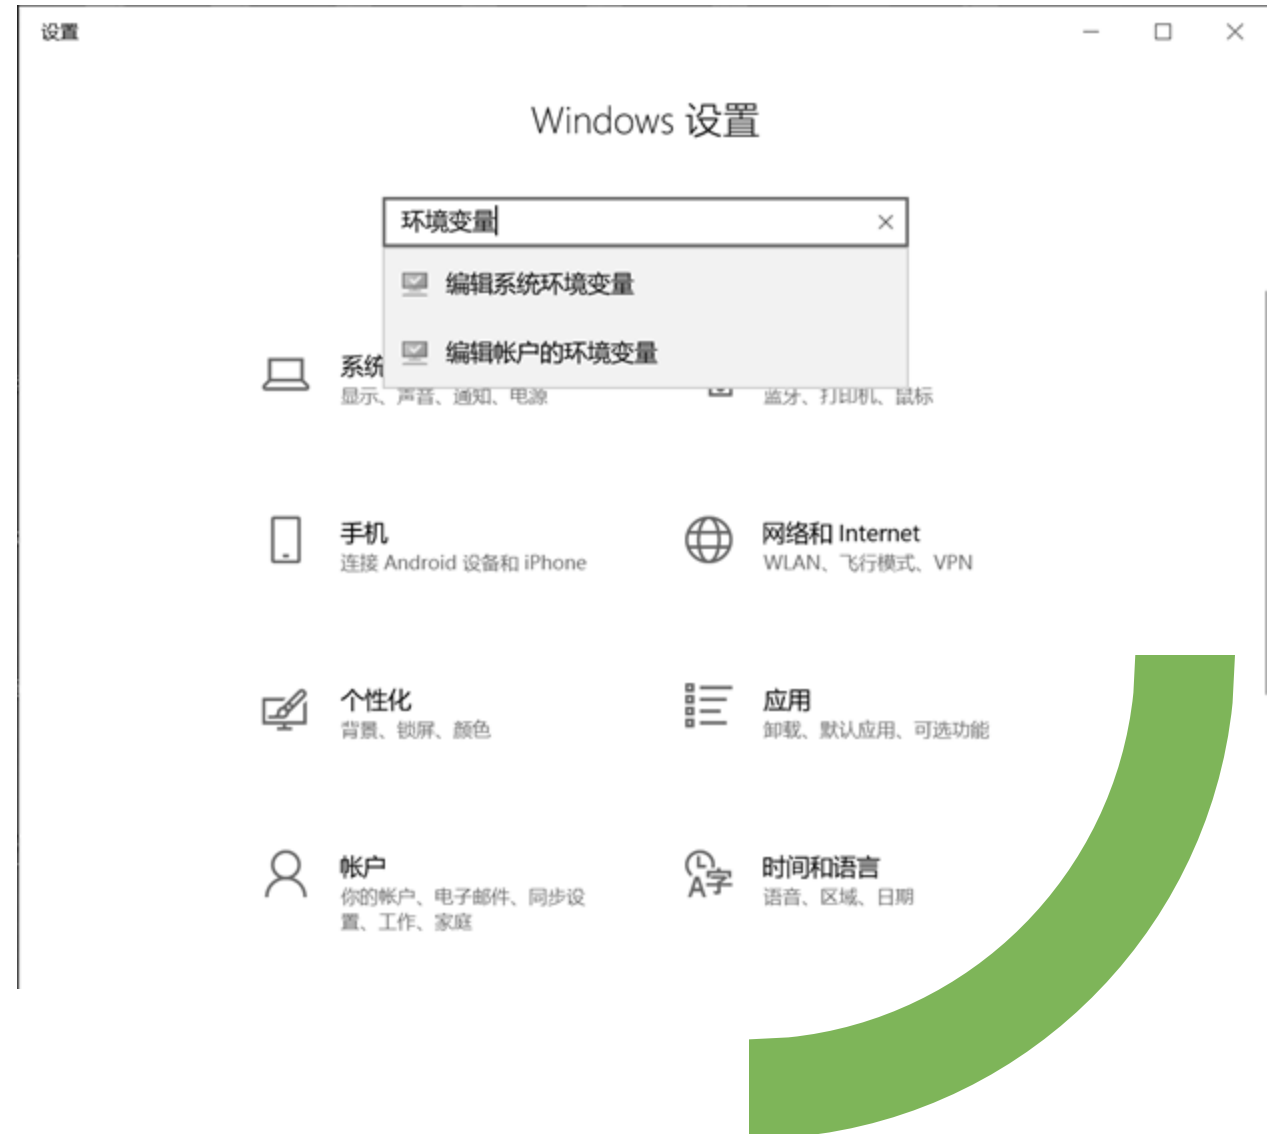 设置
Windows 设置
环境变量
编辑系统环境变量
编辑帐户的环境变量
系统
显示、声音、通知、电源
蓝牙、打印机、鼠标
手机
连接 Android 设备和 iPhone
网络和 Internet
WLAN、飞行模式、VPN
个性化
背景、锁屏、颜色
应用
卸载、默认应用、可选功能
帐户
你的帐户、电子邮件、同步设
置、工作、家庭
时间和语言
语音、区域、日期